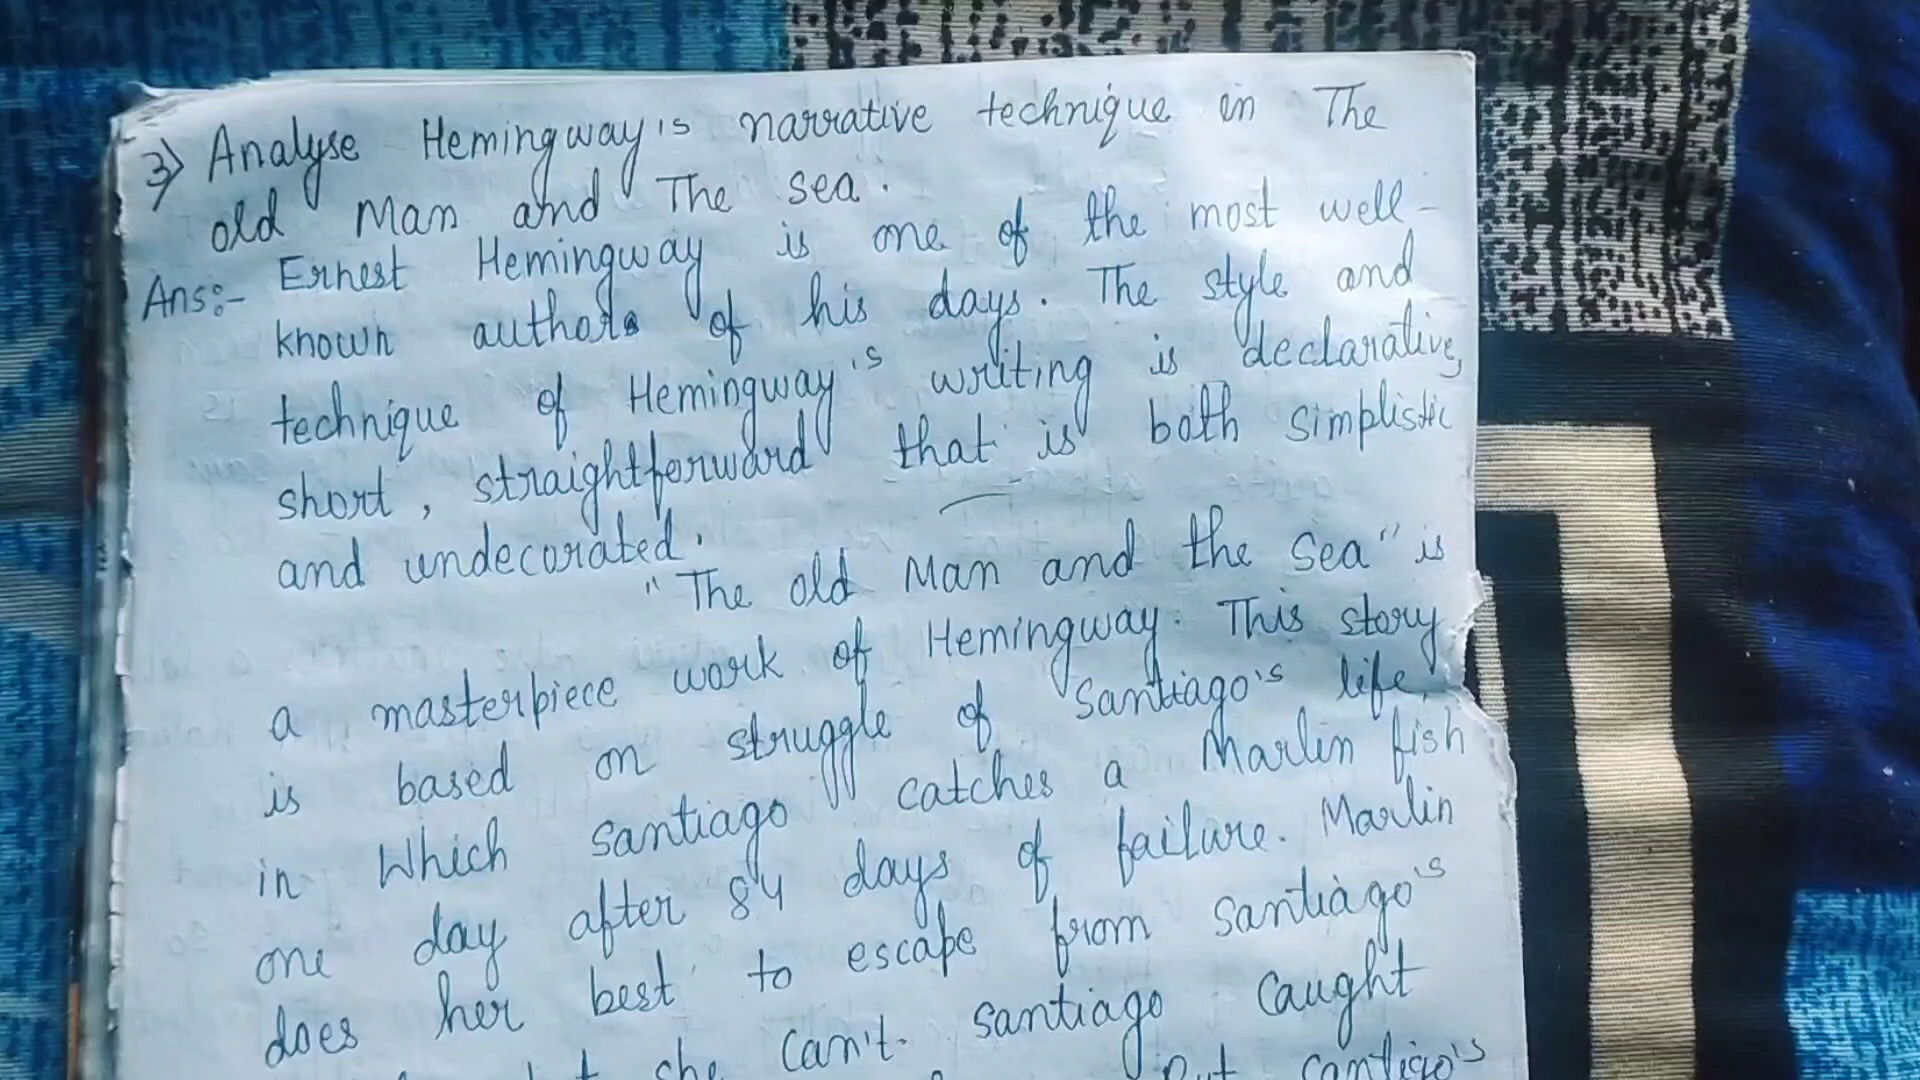 3) Analyse Hemingway's narrative technique in The
old Man and The sea.
Ans:- Ernest Hemingway is one of the most well-
known authors of his days. The style and
technique of Hemingway's writing is declarative,
short, straightforward that is both simplistic
and undecorated.
"The old Man and the Sea" is
a masterpiece work of Hemingway. This story
is based on struggle of Santiago's life,
in Which santiago catches a Marlin fish
one day after 84 days of failure. Marlin
does her best to escape from Santiago's
she can't. Santiago caught
But Santiago's